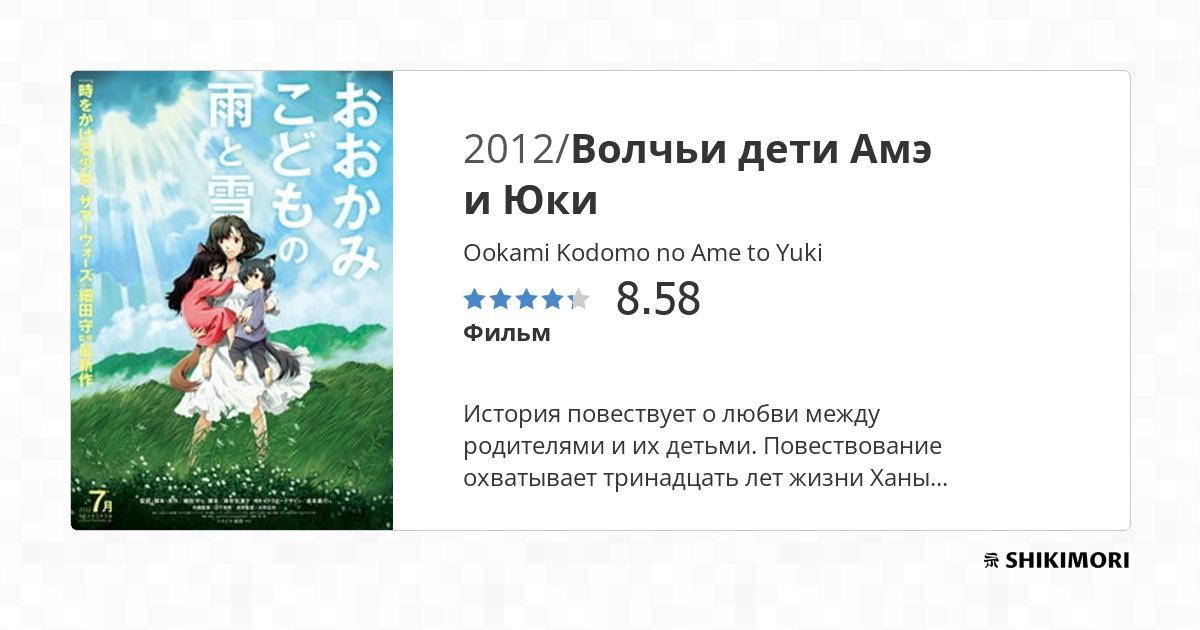 おおかみ
こどもの
雨と雪
『時をかける少女』『サマーウォーズ』細田守監督最新作
7月
2012/Волчьи дети Амэ
и Юки
Ookami Kodomo no Ame to Yuki
8.58
Фильм
История повествует о любви между
родителями и их детьми. Повествование
охватывает тринадцать лет жизни Ханы...
SHIKIMORI